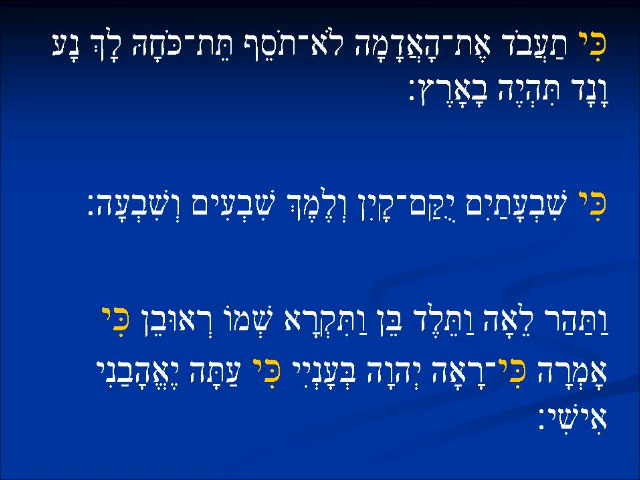 כִּי תַעֲבֹד אֶת־הָאֲדָמָה לֹא־תֹסֵף תֵּת־כֹּחָהּ לָךְ נָע
וָנָד תִּהְיֶה בָאָרֶץ׃
כִּי שִׁבְעָתַיִם יֻקַּם־קָיִן וְלֶמֶךְ שִׁבְעִים וְשִׁבְעָה׃
וַתַּהַר לֵאָה וַתֵּלֶד בֵּן וַתִּקְרָא שְׁמוֹ רְאוּבֵן כִּי
אָמְרָה כִּי־רָאָה יְהוָה בְּעָנְיִי כִּי עַתָּה יֶאֱהָבַנִי
אִישִׁי׃